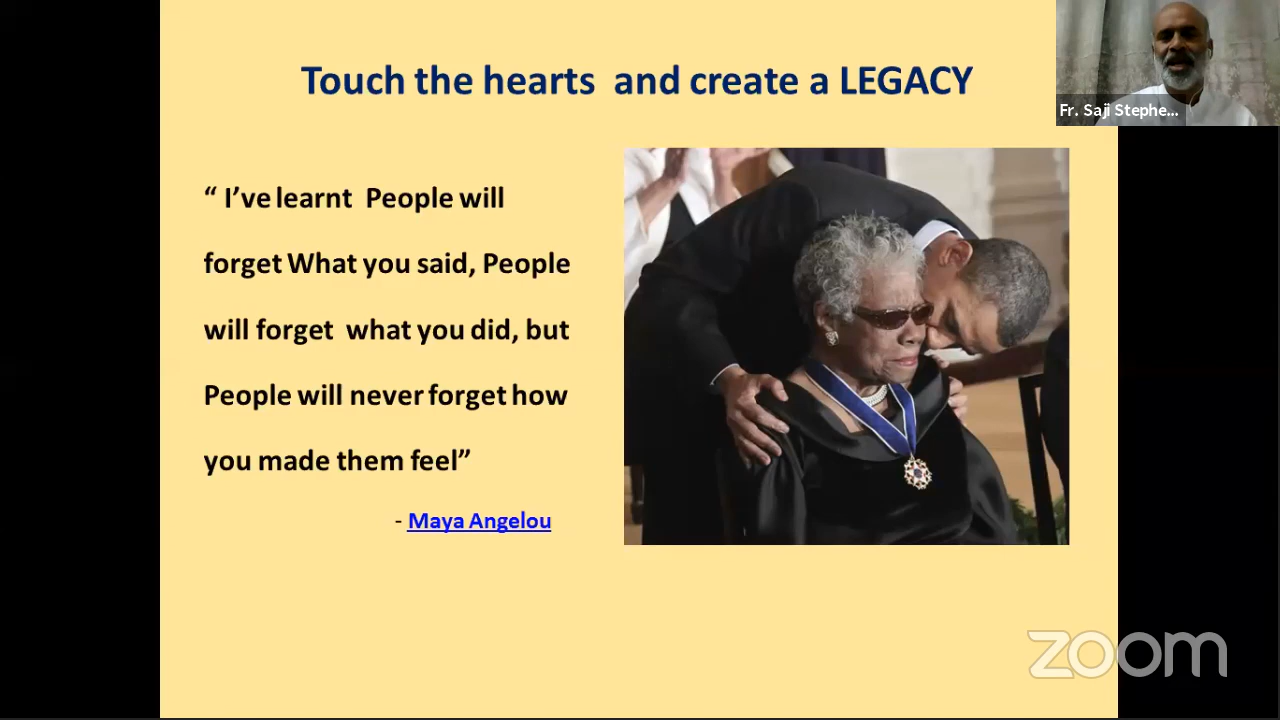 Touch the hearts  and create a LEGACY
Fr. Saji Stephe...
“ I’ve learnt  People will
forget What you said, People
will forget  what you did, but
People will never forget how
you made them feel”
- Maya Angelou
zoom